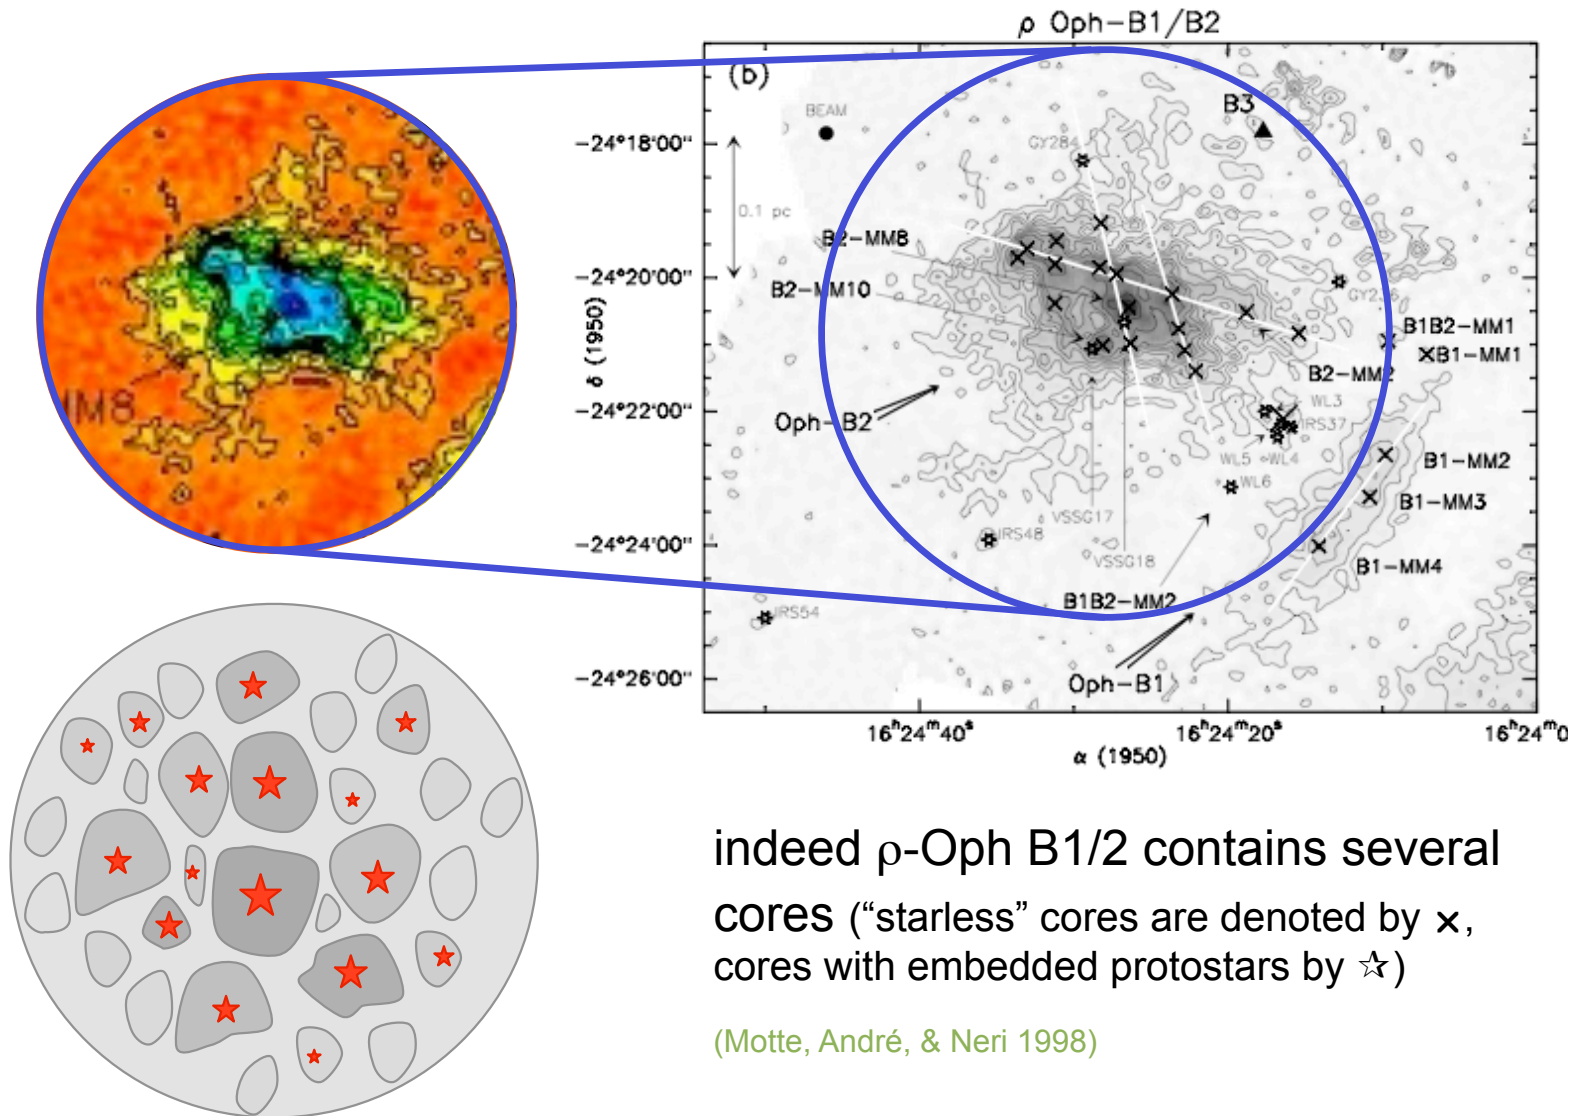 ρ Oph-B1/B2
(b)
BEAM
B3
GY284
-24°18'00"
0.1 pc
B2-MM8
-24°20'00"
B2-MM10
B1B2-MM1
B1-MM1
δ (1950)
B2-MM2
IM8
-24°22'00"
WL3
Oph-B2
IRS37
WL5
WL4
B1-MM2
WL6
B1-MM3
VSSG17
IRS48
-24°24'00"
VSSG18
B1-MM4
B1B2-MM2
IRS54
-24°26'00"
Oph-B1
16ʰ24ᵐ40ˢ
16ʰ24ᵐ20ˢ
16ʰ24ᵐ0
α (1950)
indeed ρ-Oph B1/2 contains several
cores (“starless” cores are denoted by ×,
cores with embedded protostars by ☆)
(Motte, André, & Neri 1998)